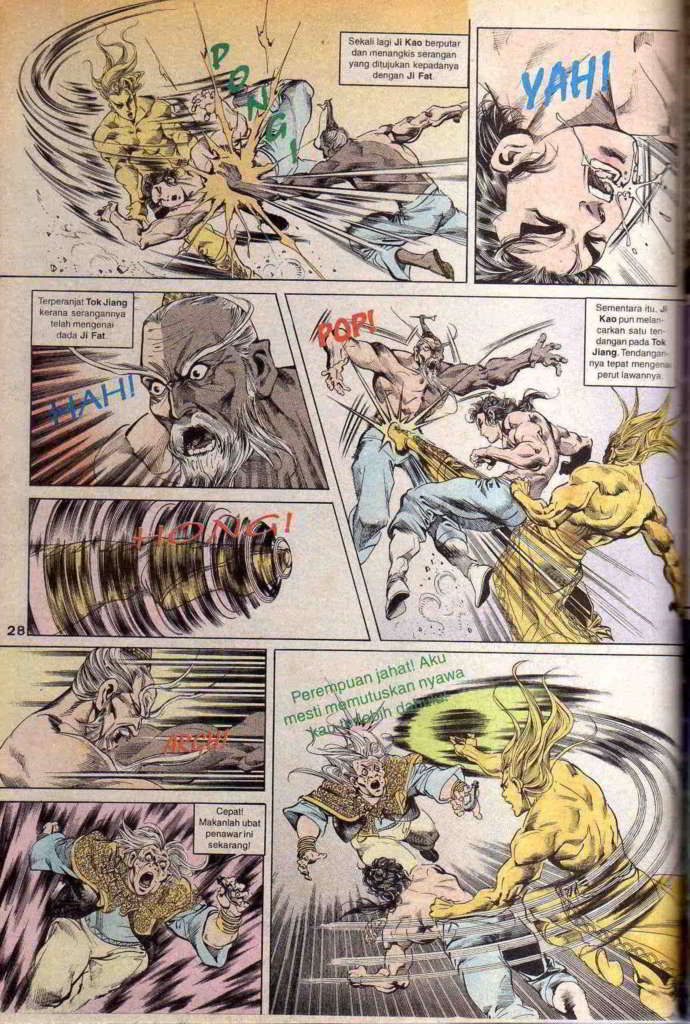 Sekali lagi Ji Kao berputar
dan menangkis serangan
yang ditujukan kepadanya
dengan Ji Fat.
PONG!
YAH!
Terperanjat Tok Jiang
kerana serangannya
telah mengenai
dada Ji Fat.
HAH!
POP!
Sementara itu, Ji
Kao pun melan-
carkan satu ten-
dangan pada Tok
Jiang. Tendangan-
nya tepat mengenai
perut lawannya.
HONG!
28
ARGH!
Cepat!
Makanlah ubat
penawar ini
sekarang!
Perempuan jahat! Aku
mesti memutuskan nyawa
kau lebih dahulu!